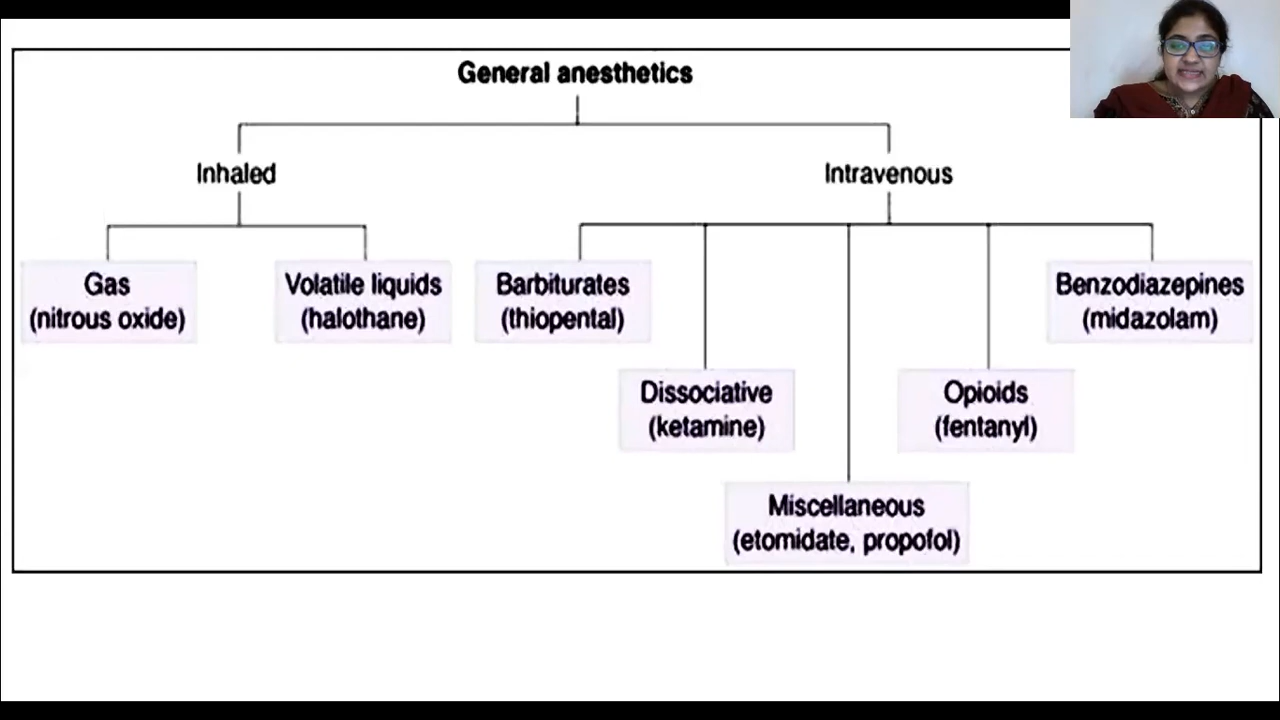 General anesthetics
Inhaled
Intravenous
Gas
(nitrous oxide)
Volatile liquids
(halothane)
Barbiturates
(thiopental)
Benzodiazepines
(midazolam)
Dissociative
(ketamine)
Opioids
(fentanyl)
Miscellaneous
(etomidate, propofol)